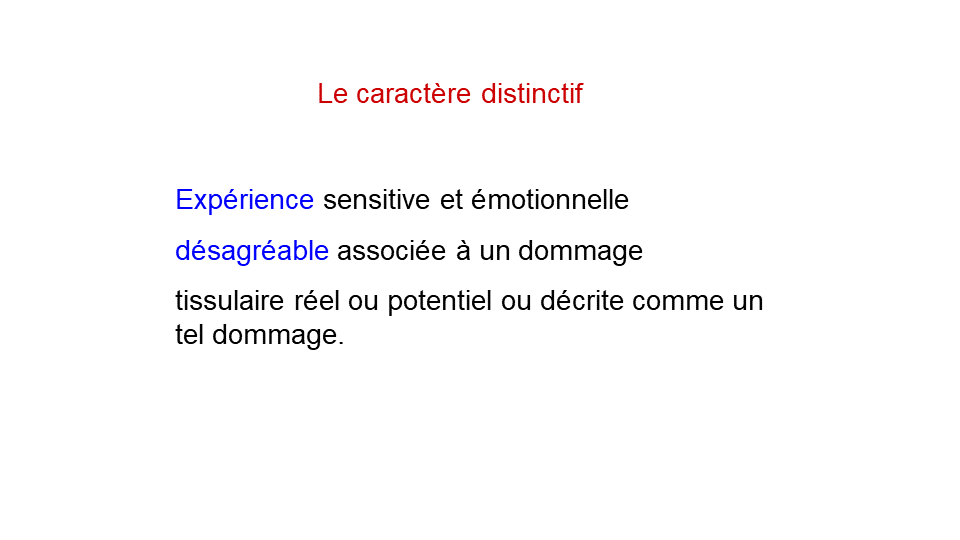 Le caractère distinctif
Expérience sensitive et émotionnelle
désagréable associée à un dommage
tissulaire réel ou potentiel ou décrite comme un
tel dommage.